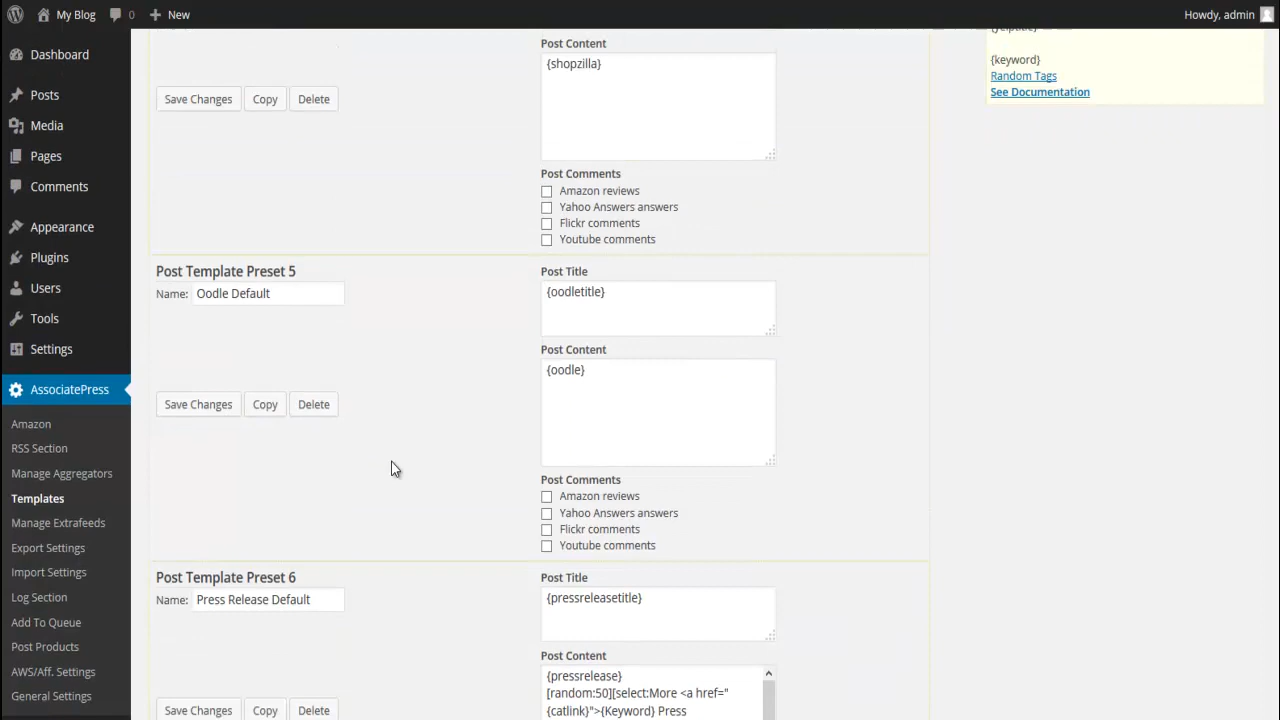 My Blog
0
New
Howdy, admin
Dashboard
Posts
Media
Pages
Comments
Appearance
Plugins
Users
Tools
Settings
AssociatePress
Amazon
RSS Section
Manage Aggregators
Templates
Manage Extrafeeds
Export Settings
Import Settings
Log Section
Add To Queue
Post Products
AWS/Aff. Settings
General Settings
Post Content
{shopzilla}
Save Changes
Copy
Delete
Post Comments
Amazon reviews
Yahoo Answers answers
Flickr comments
Youtube comments
Post Template Preset 5
Name: Oodle Default
Post Title
{oodletitle}
Post Content
{oodle}
Save Changes
Copy
Delete
Post Comments
Amazon reviews
Yahoo Answers answers
Flickr comments
Youtube comments
Post Template Preset 6
Name: Press Release Default
Post Title
{pressreleasetitle}
Post Content
{pressrelease}
[random:50][select:More <a href="
{catlink}">{Keyword} Press
Save Changes
Copy
Delete
{keyword}
Random Tags
See Documentation